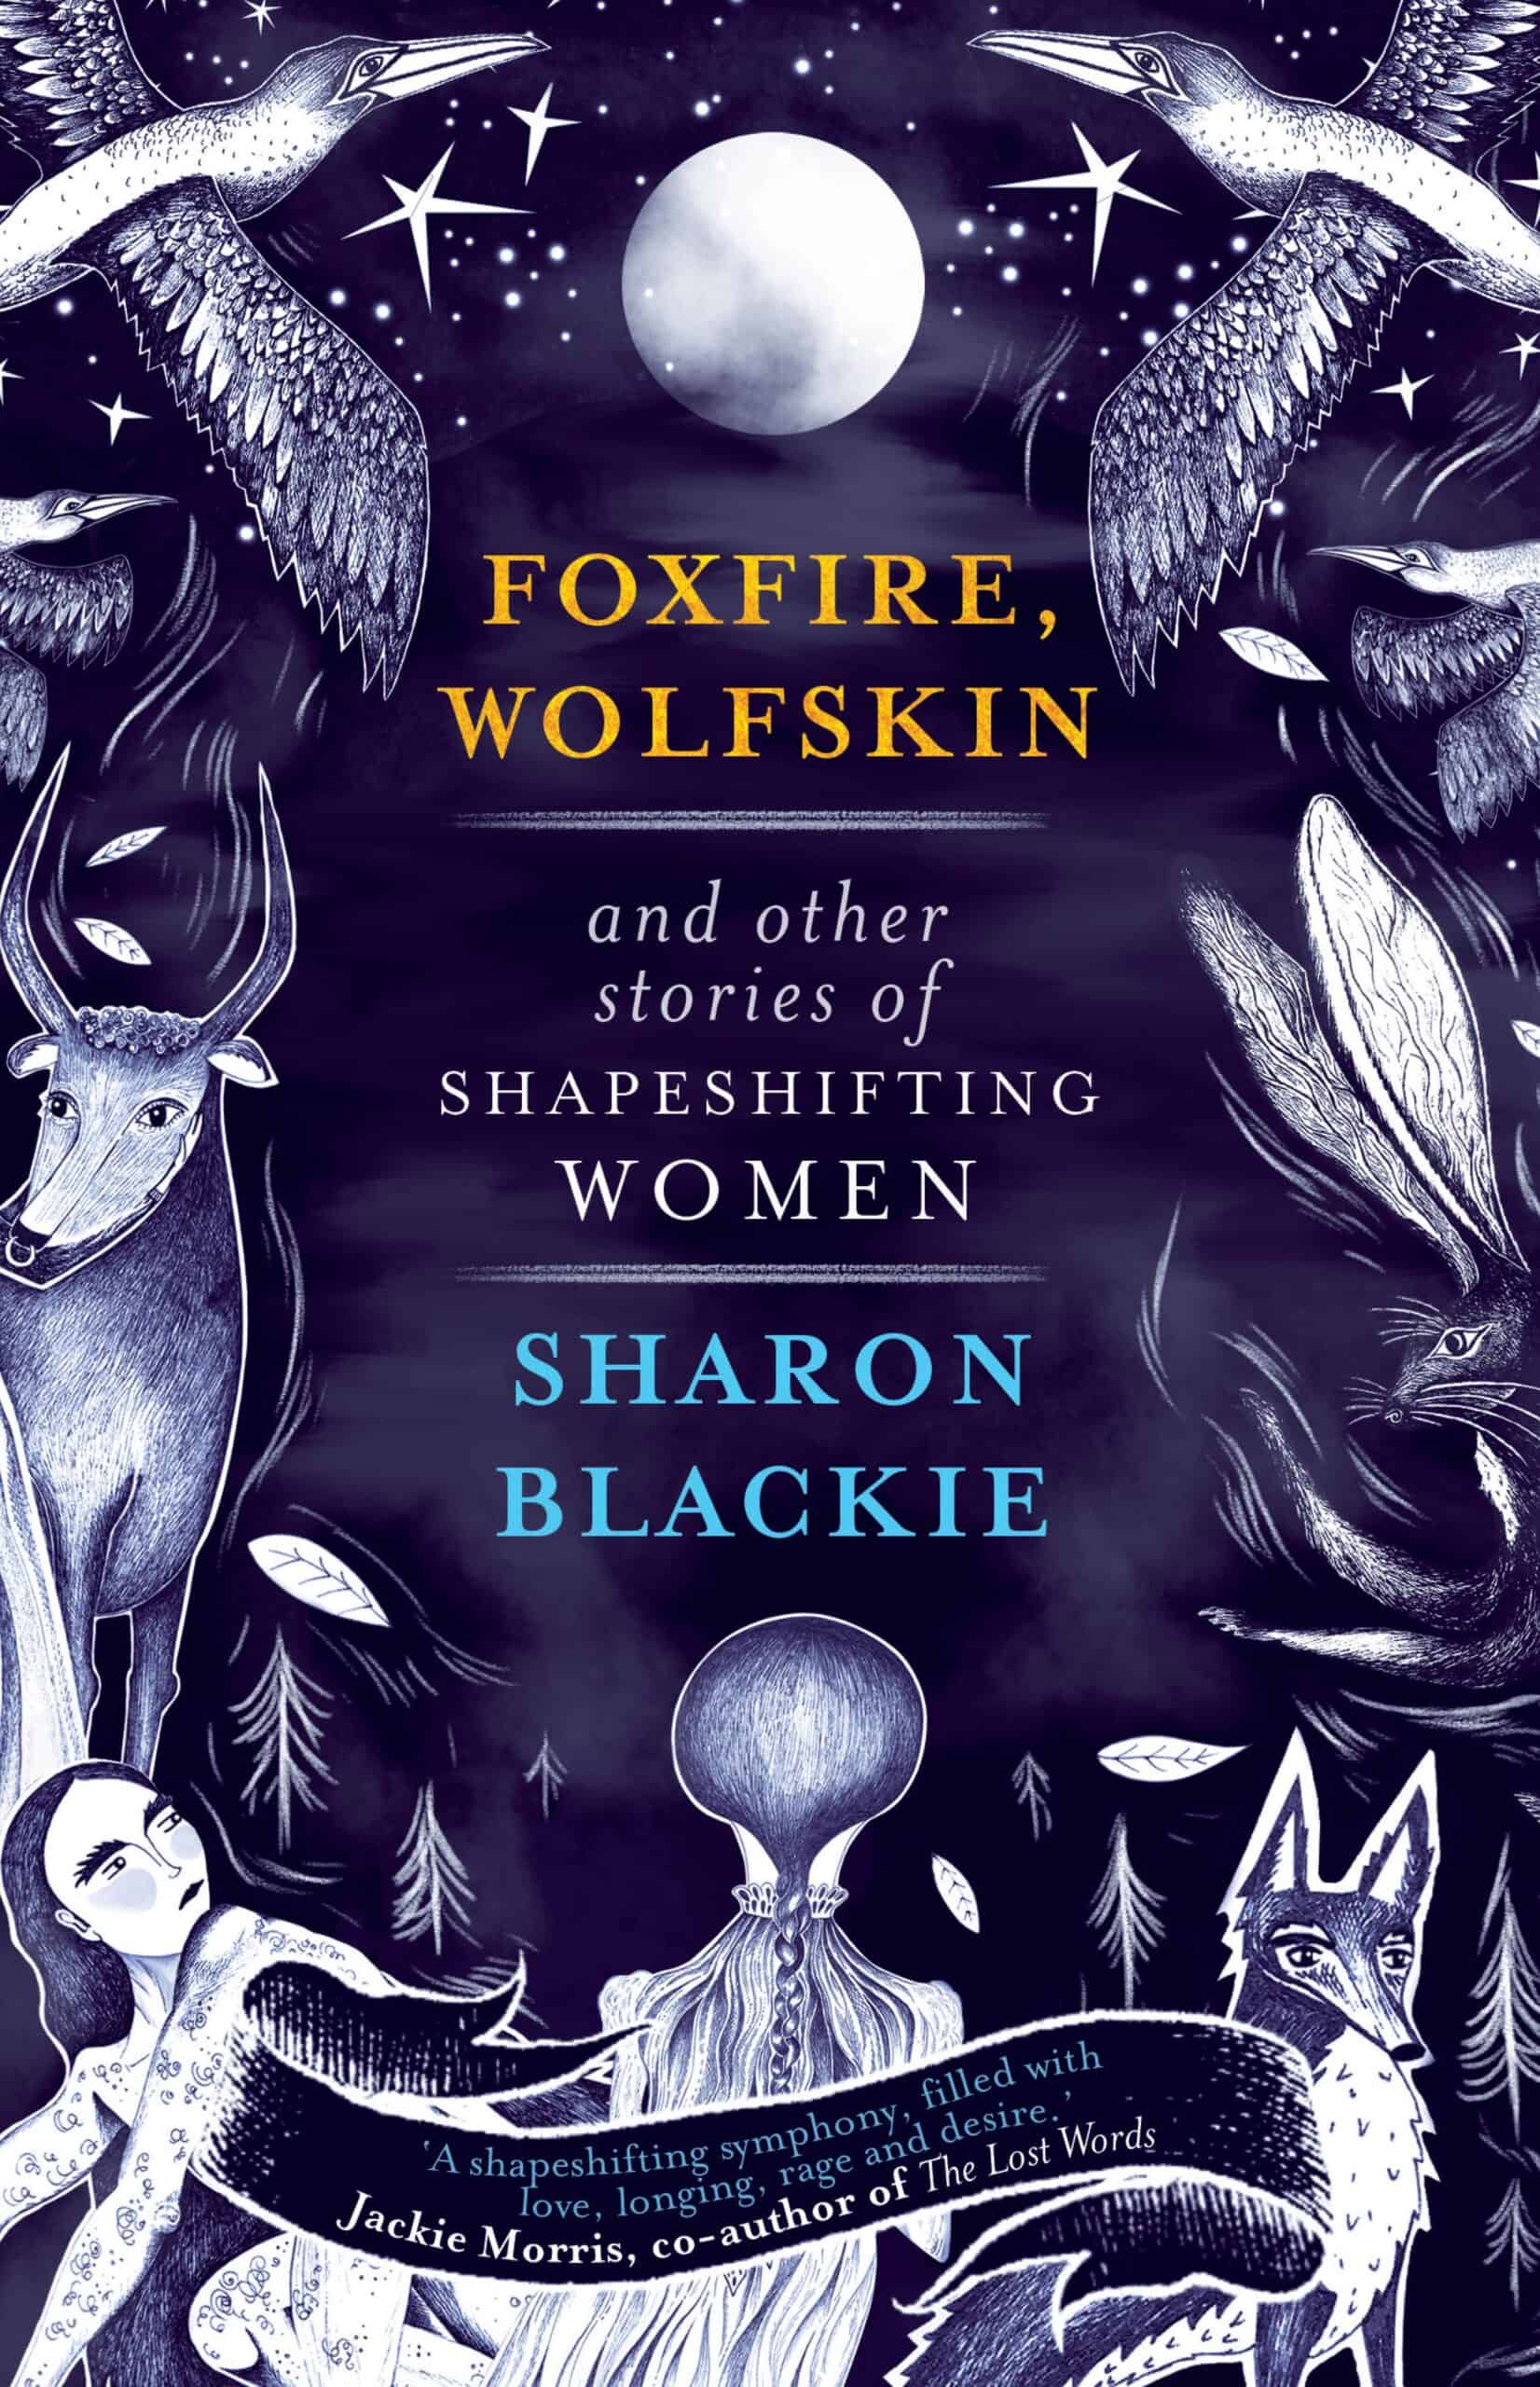 FOXFIRE,
WOLFSKIN
and other
stories of
SHAPESHIFTING
WOMEN
SHARON
BLACKIE
‘A shapeshifting symphony, filled with
love, longing, rage and desire.’
Jackie Morris, co-author of The Lost Words